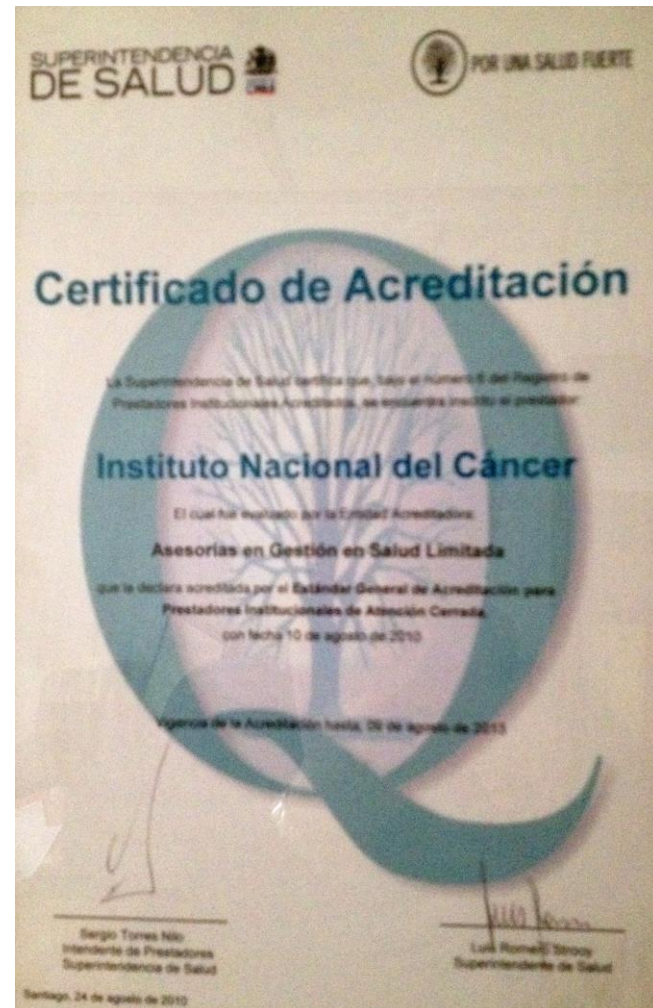 SUPERINTENDENCIA
DE SALUD
POR UNA SALUD FUERTE
Certificado de Acreditación
La Superintendencia de Salud certifica que, bajo el número 6 del Registro de
Prestadores Institucionales Acreditados, se encuentra inscrito el prestador:
Instituto Nacional del Cáncer
El cual fue evaluado por la Entidad Acreditadora:
Asesorías en Gestión en Salud Limitada
que la declara acreditada por el Estándar General de Acreditación para
Prestadores Institucionales de Atención Cerrada,
con fecha 10 de agosto de 2010
Vigencia de la Acreditación hasta, 09 de agosto de 2013
Sergio Torres Nilo
Intendente de Prestadores
Superintendencia de Salud
Luis Romero Strooy
Superintendente de Salud
Santiago, 24 de agosto de 2010